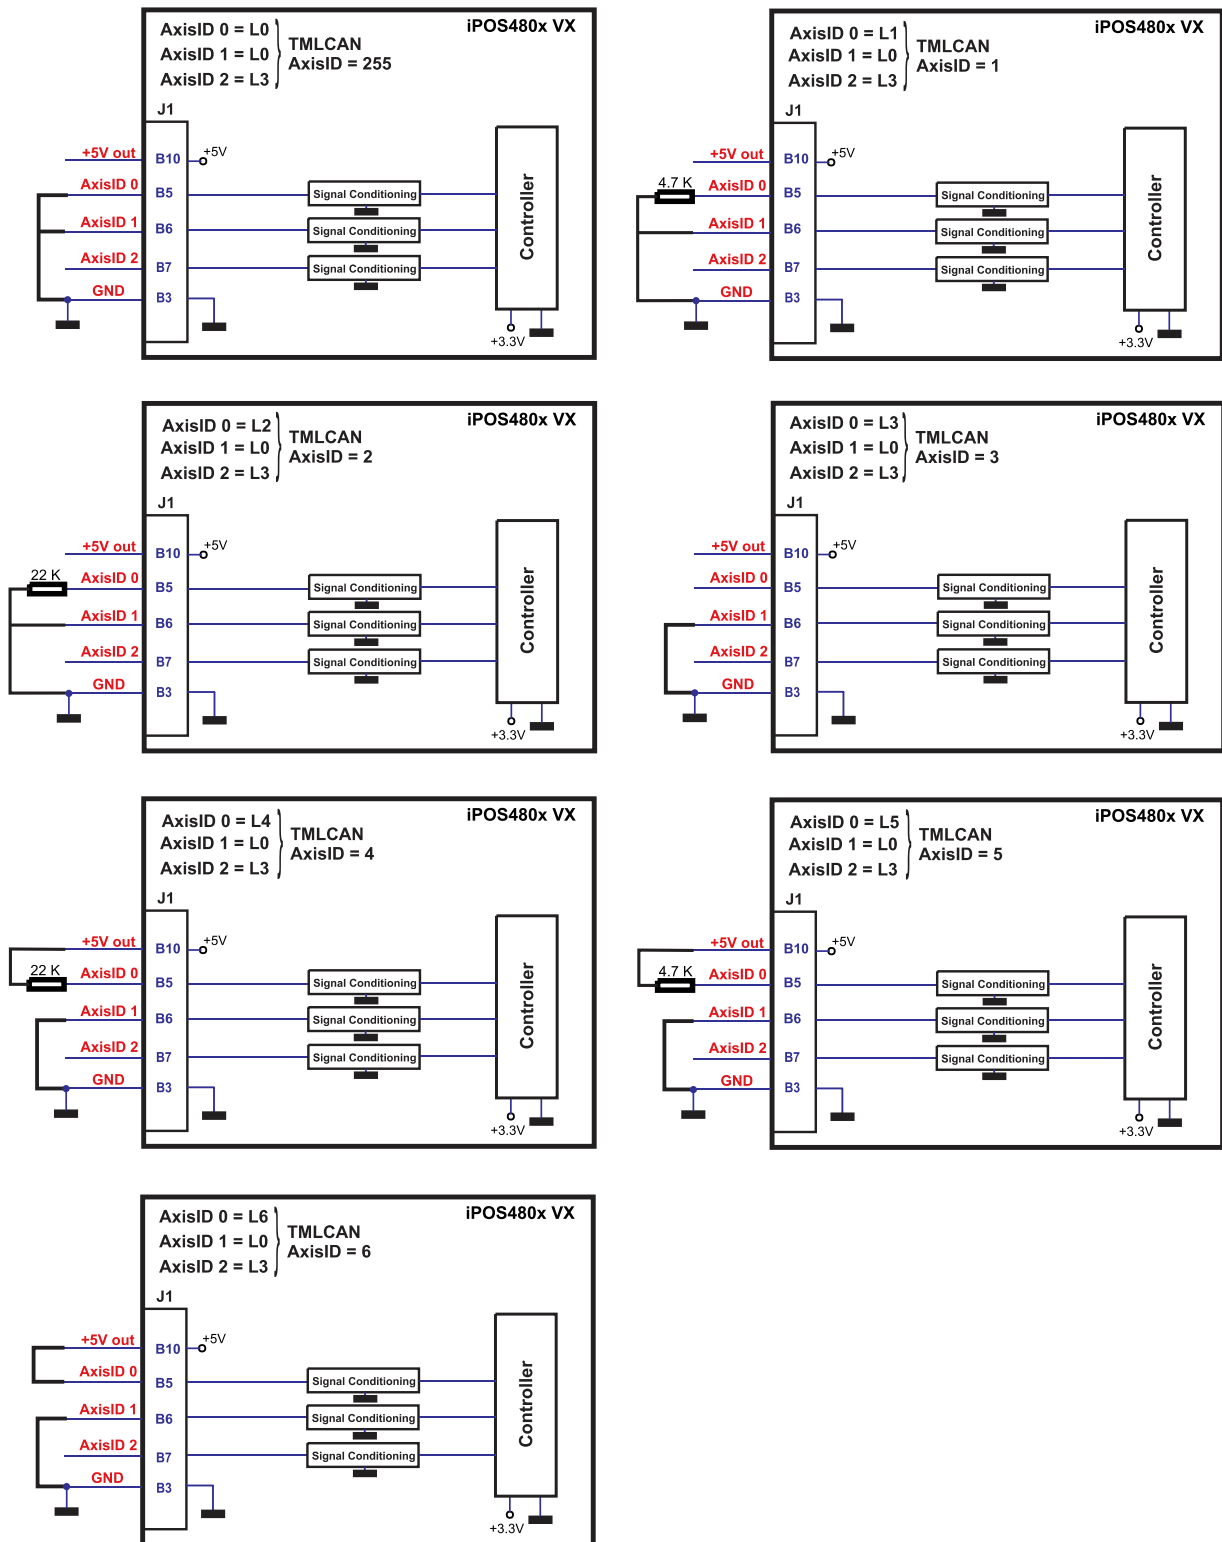 AxisID 0 = L0
AxisID 1 = L0
AxisID 2 = L3
TMLCAN
AxisID = 255
iPOS480x VX
J1
+5V out
B10
+5V
AxisID 0
B5
Signal Conditioning
AxisID 1
B6
Signal Conditioning
AxisID 2
B7
Signal Conditioning
GND
B3
Controller
+3.3V
AxisID 0 = L1
AxisID 1 = L0
AxisID 2 = L3
TMLCAN
AxisID = 1
iPOS480x VX
J1
+5V out
B10
+5V
4.7 K
AxisID 0
B5
Signal Conditioning
AxisID 1
B6
Signal Conditioning
AxisID 2
B7
Signal Conditioning
GND
B3
Controller
+3.3V
AxisID 0 = L2
AxisID 1 = L0
AxisID 2 = L3
TMLCAN
AxisID = 2
iPOS480x VX
J1
+5V out
B10
+5V
22 K
AxisID 0
B5
Signal Conditioning
AxisID 1
B6
Signal Conditioning
AxisID 2
B7
Signal Conditioning
GND
B3
Controller
+3.3V
AxisID 0 = L3
AxisID 1 = L0
AxisID 2 = L3
TMLCAN
AxisID = 3
iPOS480x VX
J1
+5V out
B10
+5V
AxisID 0
B5
Signal Conditioning
AxisID 1
B6
Signal Conditioning
AxisID 2
B7
Signal Conditioning
GND
B3
Controller
+3.3V
AxisID 0 = L4
AxisID 1 = L0
AxisID 2 = L3
TMLCAN
AxisID = 4
iPOS480x VX
J1
+5V out
B10
+5V
22 K
AxisID 0
B5
Signal Conditioning
AxisID 1
B6
Signal Conditioning
AxisID 2
B7
Signal Conditioning
GND
B3
Controller
+3.3V
AxisID 0 = L5
AxisID 1 = L0
AxisID 2 = L3
TMLCAN
AxisID = 5
iPOS480x VX
J1
+5V out
B10
+5V
4.7 K
AxisID 0
B5
Signal Conditioning
AxisID 1
B6
Signal Conditioning
AxisID 2
B7
Signal Conditioning
GND
B3
Controller
+3.3V
AxisID 0 = L6
AxisID 1 = L0
AxisID 2 = L3
TMLCAN
AxisID = 6
iPOS480x VX
J1
+5V out
B10
+5V
AxisID 0
B5
Signal Conditioning
AxisID 1
B6
Signal Conditioning
AxisID 2
B7
Signal Conditioning
GND
B3
Controller
+3.3V